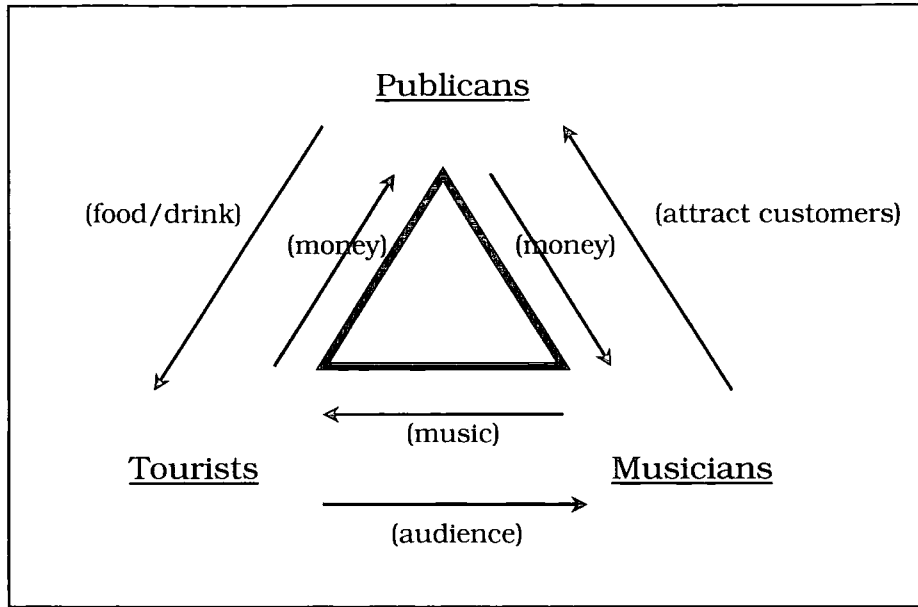 Publicans
(food/drink)
(attract customers)
(money)
(money)
(music)
Tourists
Musicians
(audience)